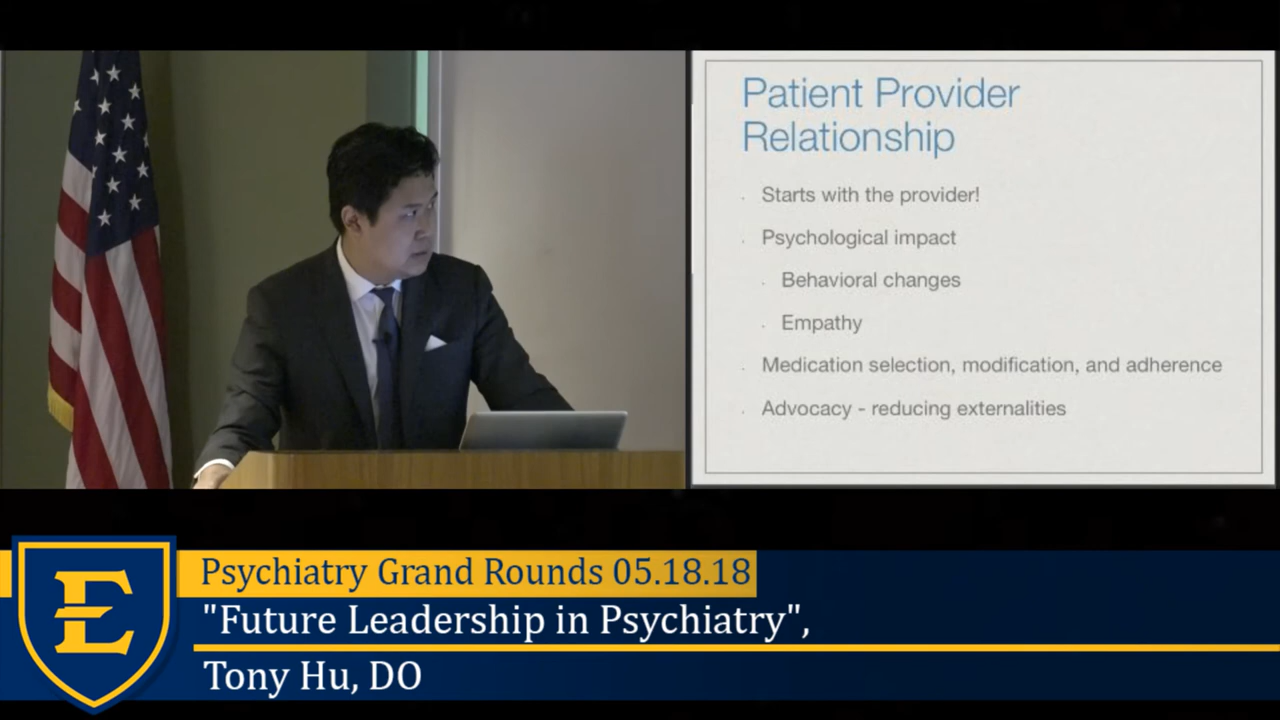 Patient Provider
Relationship
Starts with the provider!
Psychological impact
Behavioral changes
Empathy
Medication selection, modification, and adherence
Advocacy - reducing externalities
E
Psychiatry Grand Rounds 05.18.18
"Future Leadership in Psychiatry",
Tony Hu, DO